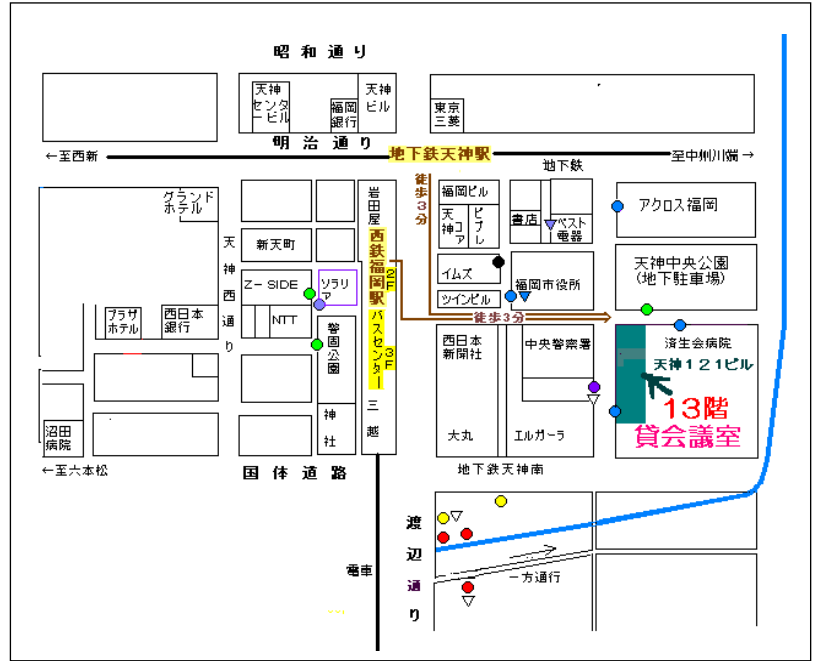 昭和通り
天神
センタ
ービル
福岡
銀行
天神
ビル
東京
三菱
明治通り
←至西新
地下鉄天神駅
至中州川端→
地下鉄
徒歩3分
グランド
ホテル
岩田屋
福岡ビル
天神コア
ビブレ
書店
ベスト
電器
アクロス福岡
天神西通り
新天町
西鉄福岡駅
2F
イムズ
福岡市役所
天神中央公園
(地下駐車場)
Z-SIDE
ソラリア
ツインビル
プラザ
ホテル
西日本
銀行
NTT
警固公園
バスセンター
3F
徒歩3分
西日本
新聞社
中央警察署
済生会病院
天神121ビル
13階
貸会議室
沼田
病院
神社
三越
大丸
エルガーラ
←至六本松
国体道路
地下鉄天神南
渡辺通り
電車
一方通行